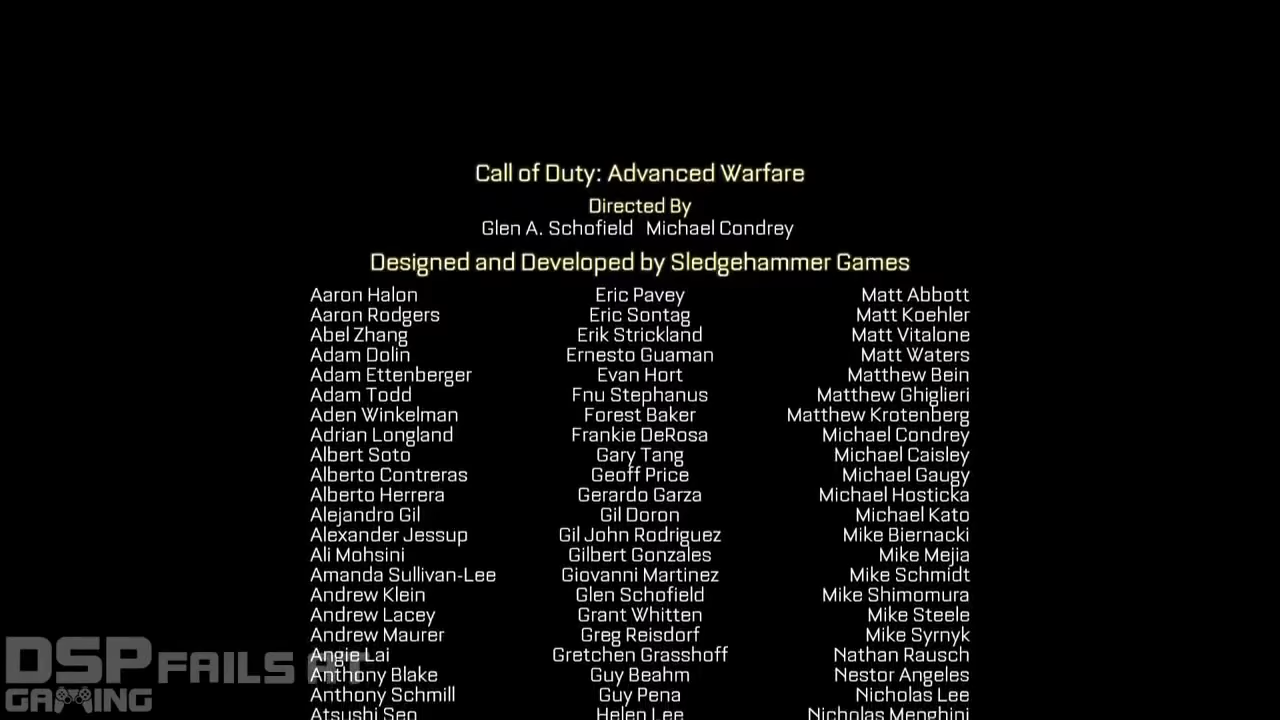 Call of Duty: Advanced Warfare
Directed By
Glen A. Schofield Michael Condrey
Designed and Developed by Sledgehammer Games
Aaron Halon Eric Pavey Matt Abbott
Aaron Rodgers Eric Sontag Matt Koehler
Abel Zhang Erik Strickland Matt Vitalone
Adam Dolin Ernesto Guaman Matt Waters
Adam Ettenberger Evan Hort Matthew Bein
Adam Todd Fnu Stephanus Matthew Ghiglieri
Aden Winkelman Forest Baker Matthew Krotenberg
Adrian Longland Frankie DeRosa Michael Condrey
Albert Soto Gary Tang Michael Caisley
Alberto Contreras Geoff Price Michael Gaugy
Alberto Herrera Gerardo Garza Michael Hosticka
Alejandro Gil Gil Doron Michael Kato
Alexander Jessup Gil John Rodriguez Mike Biernacki
Ali Mohsini Gilbert Gonzales Mike Mejia
Amanda Sullivan-Lee Giovanni Martinez Mike Schmidt
Andrew Klein Glen Schofield Mike Shimomura
Andrew Lacey Grant Whitten Mike Steele
Andrew Maurer Greg Reisdorf Mike Syrnyk
Angie Lai Gretchen Grasshoff Nathan Rausch
Anthony Blake Guy Beahm Nestor Angeles
Anthony Schmill Guy Pena Nicholas Lee
Atsushi Seo Helen Lee Nicholas Menghini
DSP FAILS AT
GAMING